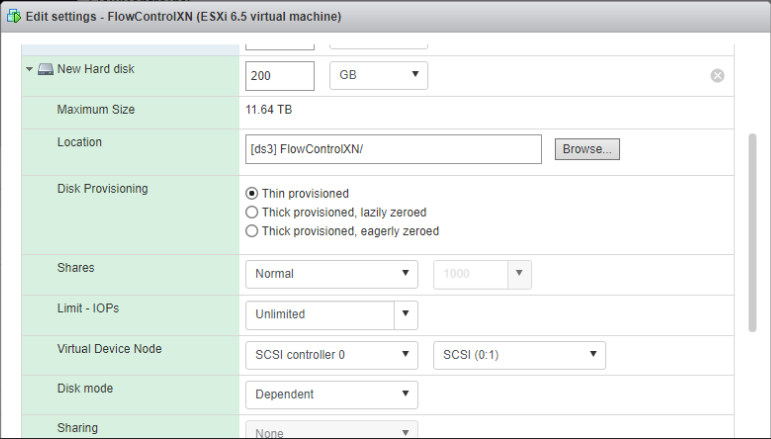 Edit settings - FlowControlXN (ESXi 6.5 virtual machine)
New Hard disk 200 GB
Maximum Size 11.64 TB
Location [ds3] FlowControlXN/ Browse...
Disk Provisioning Thin provisioned
Thick provisioned, lazily zeroed
Thick provisioned, eagerly zeroed
Shares Normal 1000
Limit - IOPs Unlimited
Virtual Device Node SCSI controller 0 SCSI (0:1)
Disk mode Dependent
Sharing None